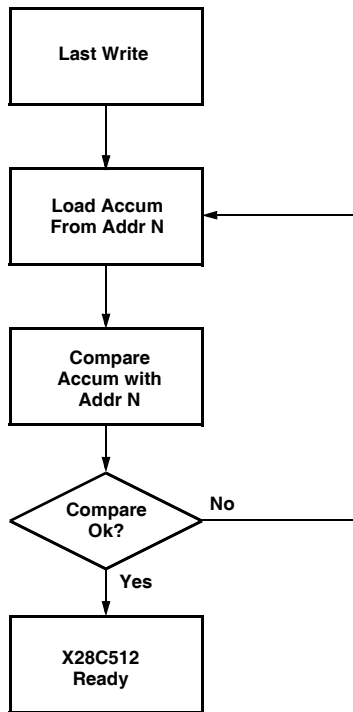 Last Write
Load Accum
From Addr N
Compare
Accum with
Addr N
Compare
Ok?
No
Yes
X28C512
Ready